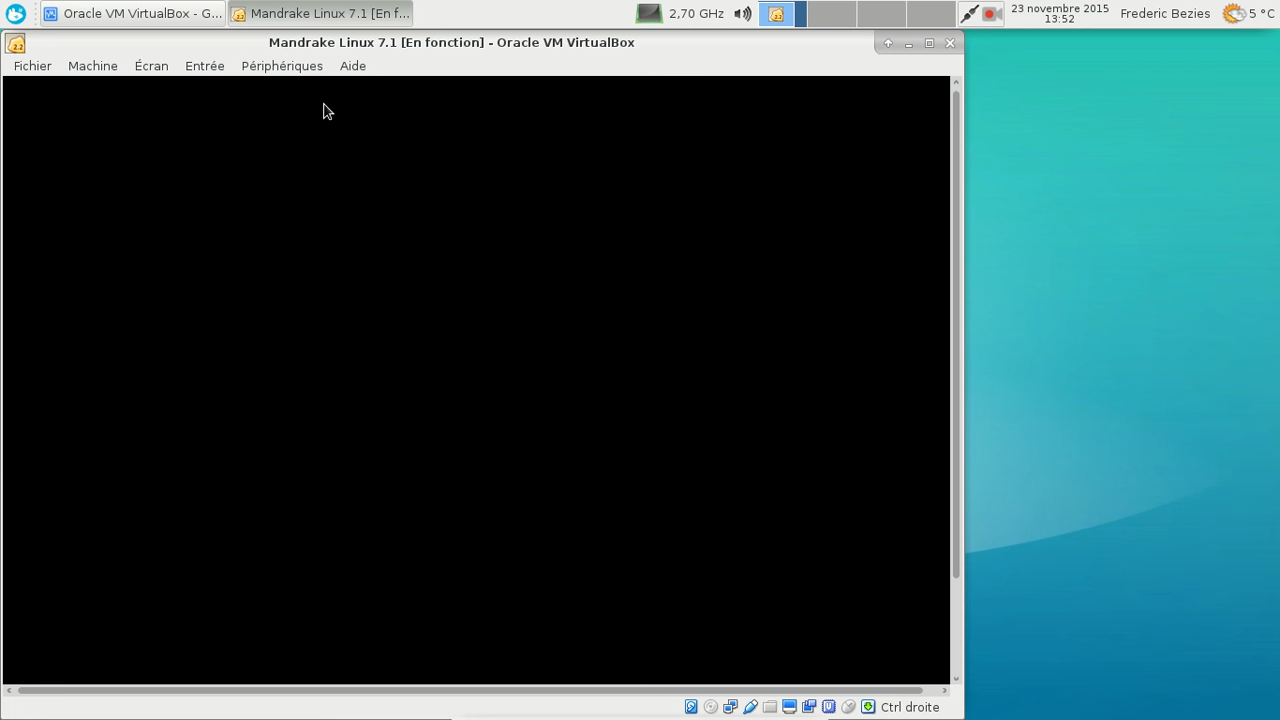 Oracle VM VirtualBox - G...
Mandrake Linux 7.1 [En f...
2,70 GHz
23 novembre 2015
13:52
Frederic Bezies
5 °C
Mandrake Linux 7.1 [En fonction] - Oracle VM VirtualBox
Fichier Machine Écran Entrée Périphériques Aide
Ctrl droite